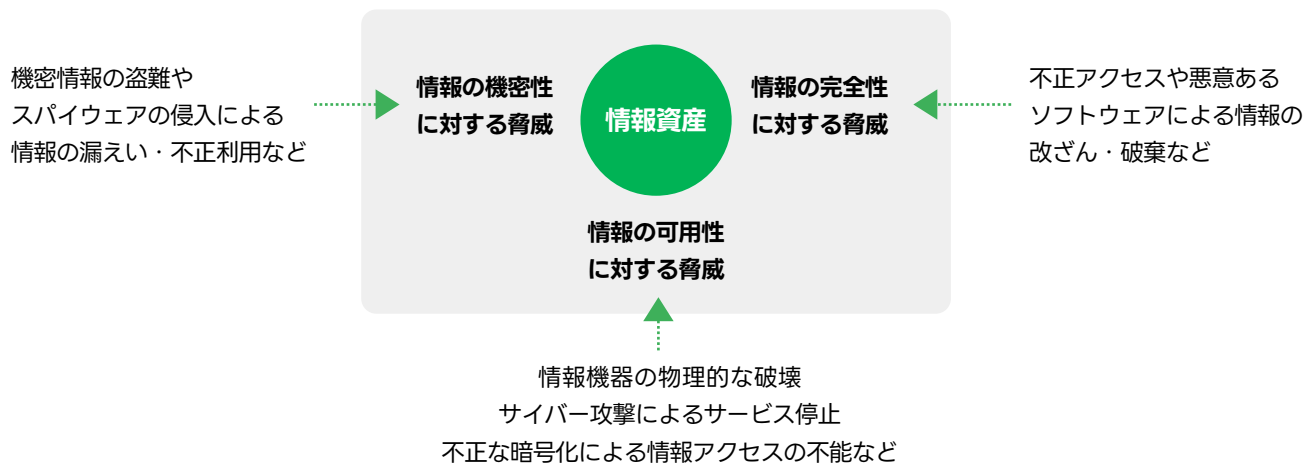 機密情報の盗難や
スパイウェアの侵入による
情報の漏えい・不正利用など
情報の機密性
に対する脅威
情報資産
情報の完全性
に対する脅威
不正アクセスや悪意ある
ソフトウェアによる情報の
改ざん・破棄など
情報の可用性
に対する脅威
情報機器の物理的な破壊
サイバー攻撃によるサービス停止
不正な暗号化による情報アクセスの不能など